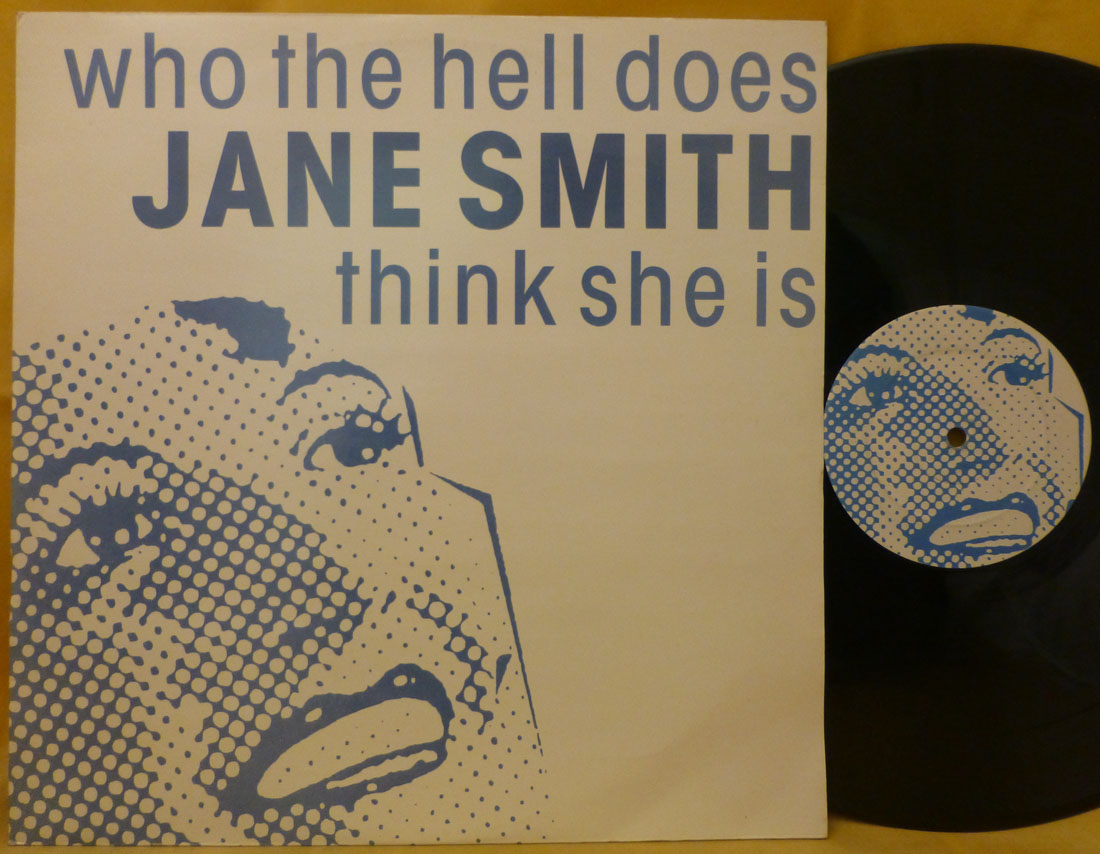 who the hell does
JANE SMITH
think she is